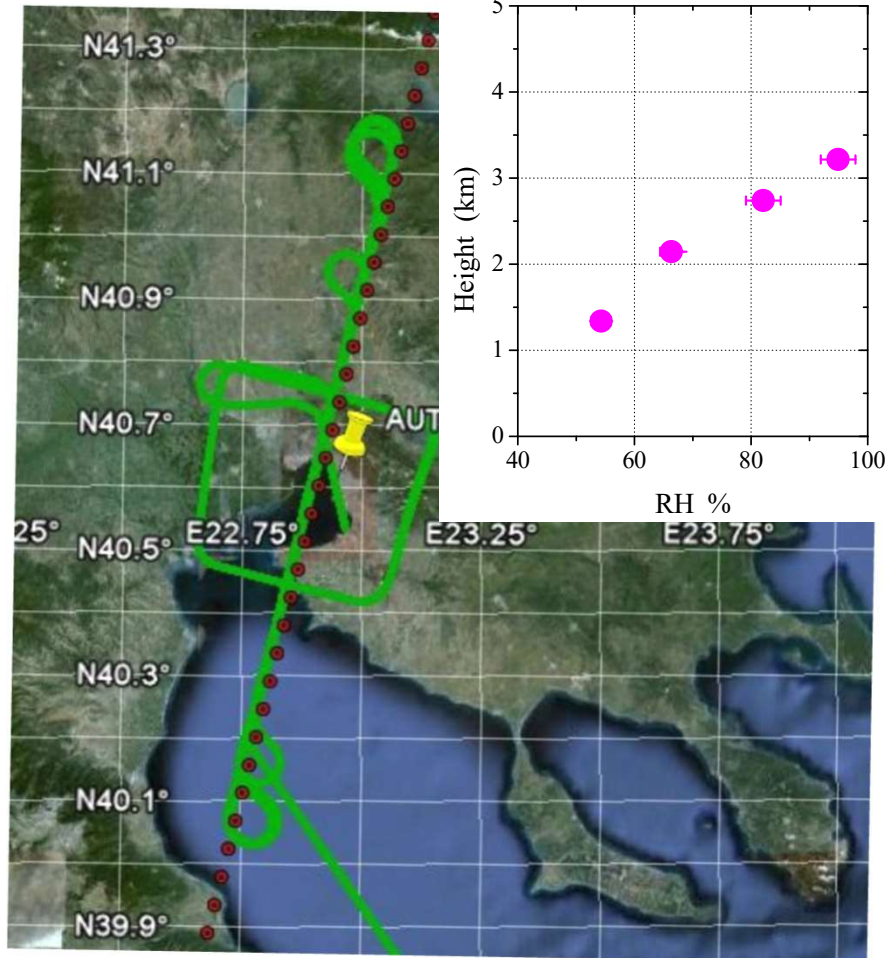 N41.3°
N41.1°
N40.9°
N40.7°
AUT
25°
N40.5°
E22.75°
E23.25°
E23.75°
N40.3°
N40.1°
N39.9°
5
4
3
2
1
0
Height (km)
40
60
80
100
RH %